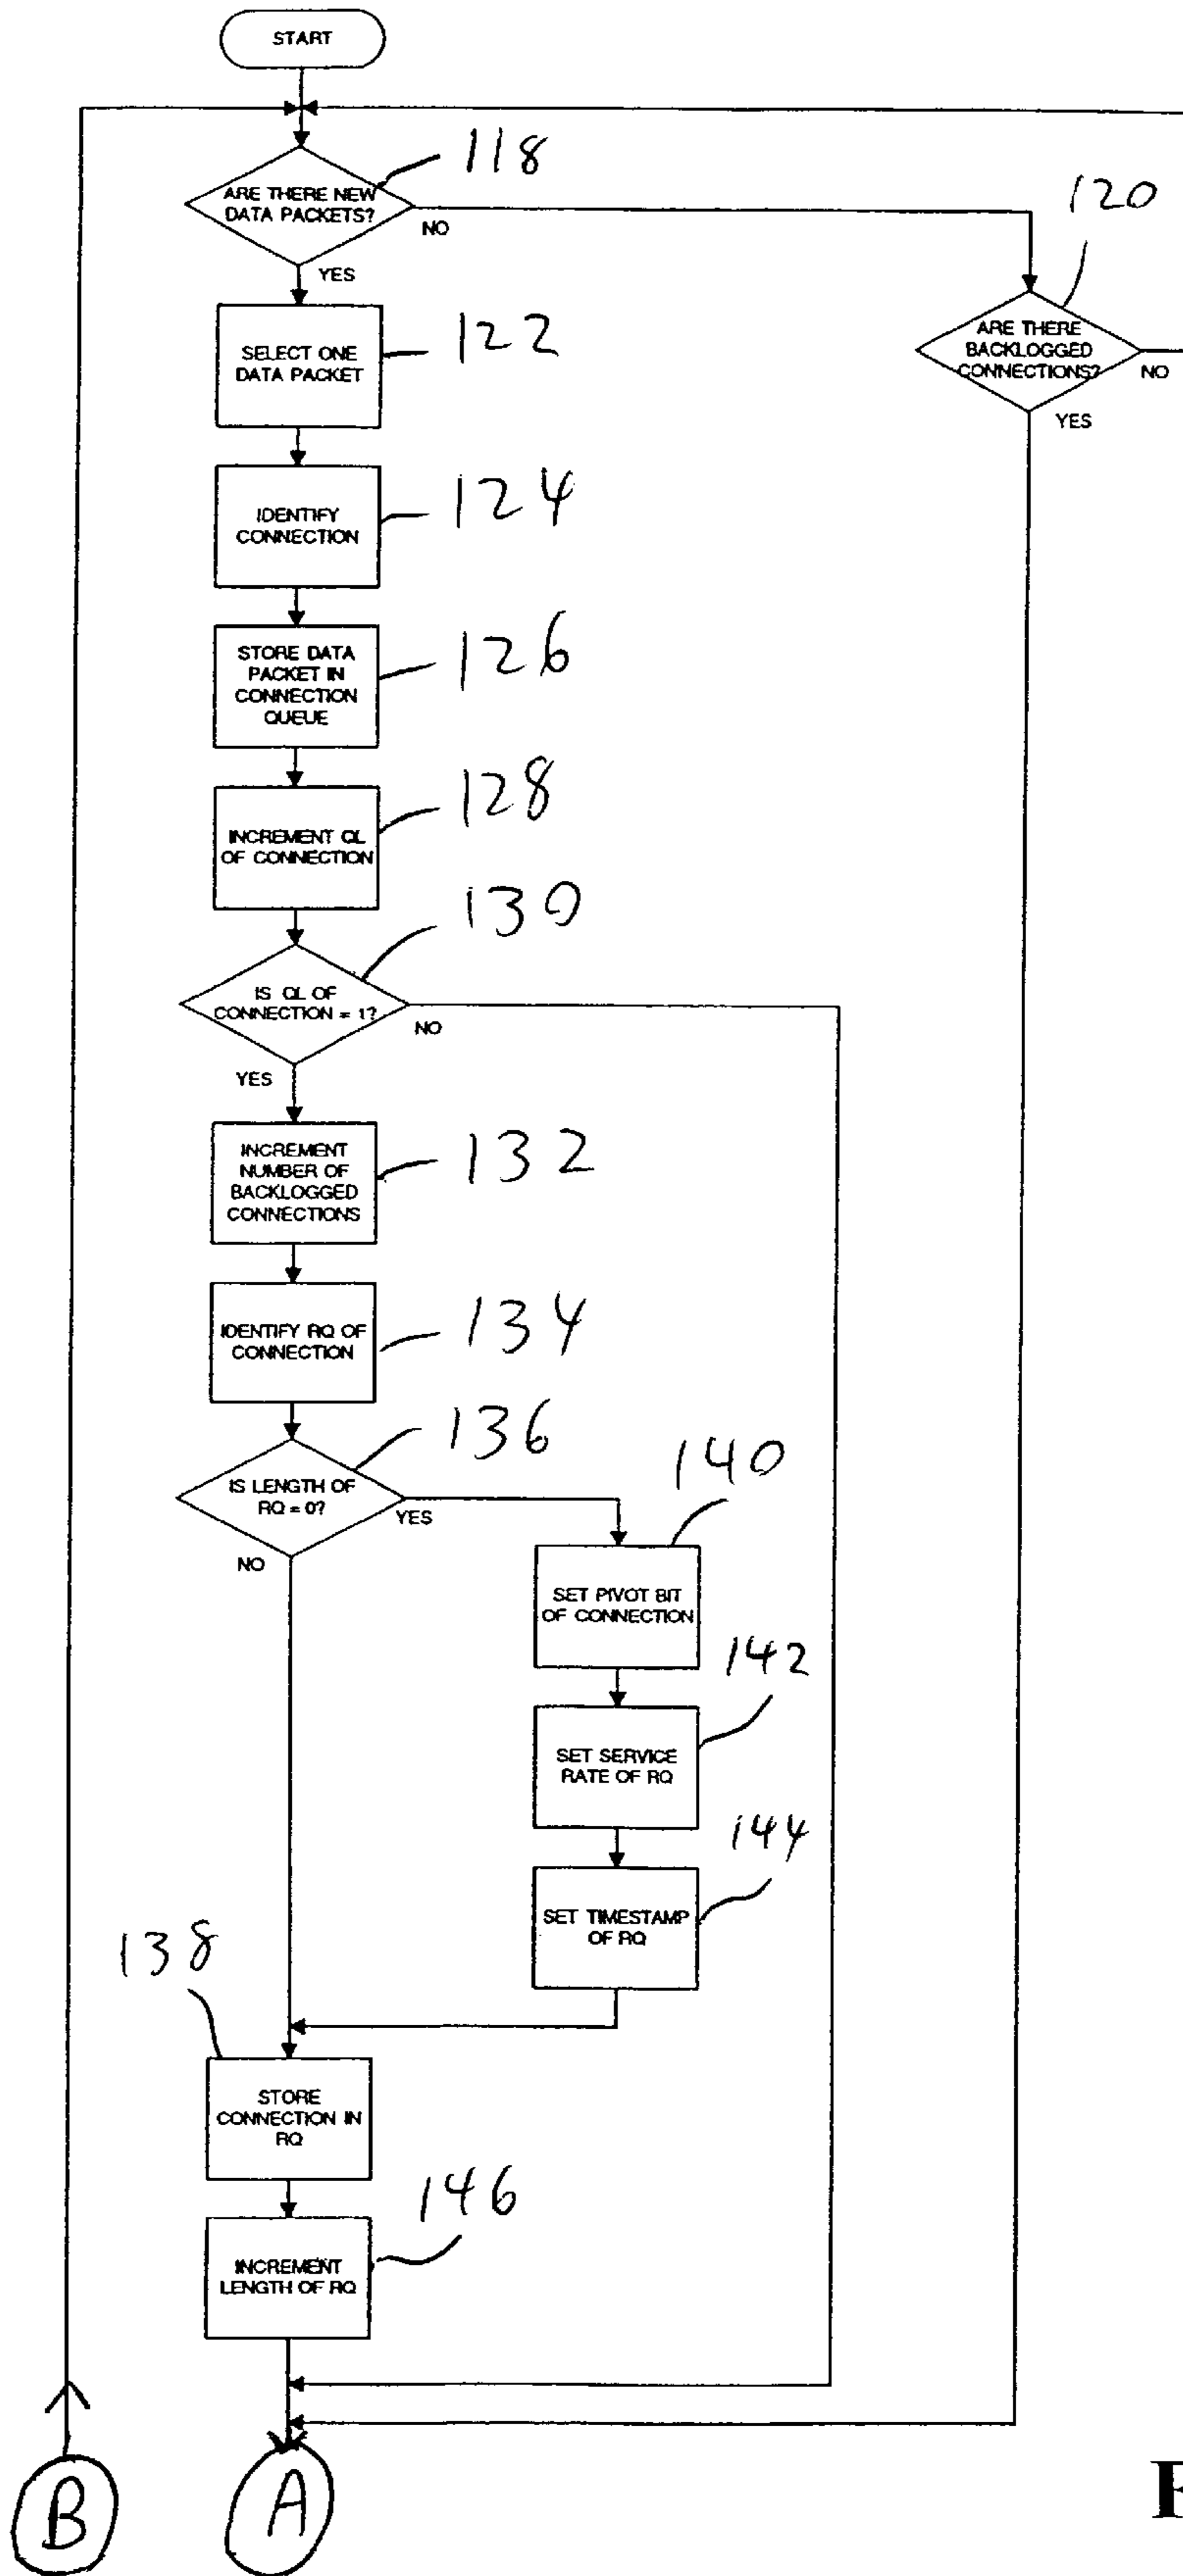 START
118
ARE THERE NEW
DATA PACKETS?
NO
YES
120
ARE THERE
BACKLOGGED
CONNECTIONS?
NO
YES
SELECT ONE
DATA PACKET
122
IDENTIFY
CONNECTION
124
STORE DATA
PACKET IN
CONNECTION
QUEUE
126
INCREMENT QL
OF CONNECTION
128
130
IS QL OF
CONNECTION = 1?
NO
YES
INCREMENT
NUMBER OF
BACKLOGGED
CONNECTIONS
132
IDENTIFY RQ OF
CONNECTION
134
136
IS LENGTH OF
RQ = 0?
YES
NO
140
SET PIVOT BIT
OF CONNECTION
142
SET SERVICE
RATE OF RQ
144
SET TIMESTAMP
OF RQ
138
STORE
CONNECTION IN
RQ
146
INCREMENT
LENGTH OF RQ
B
A